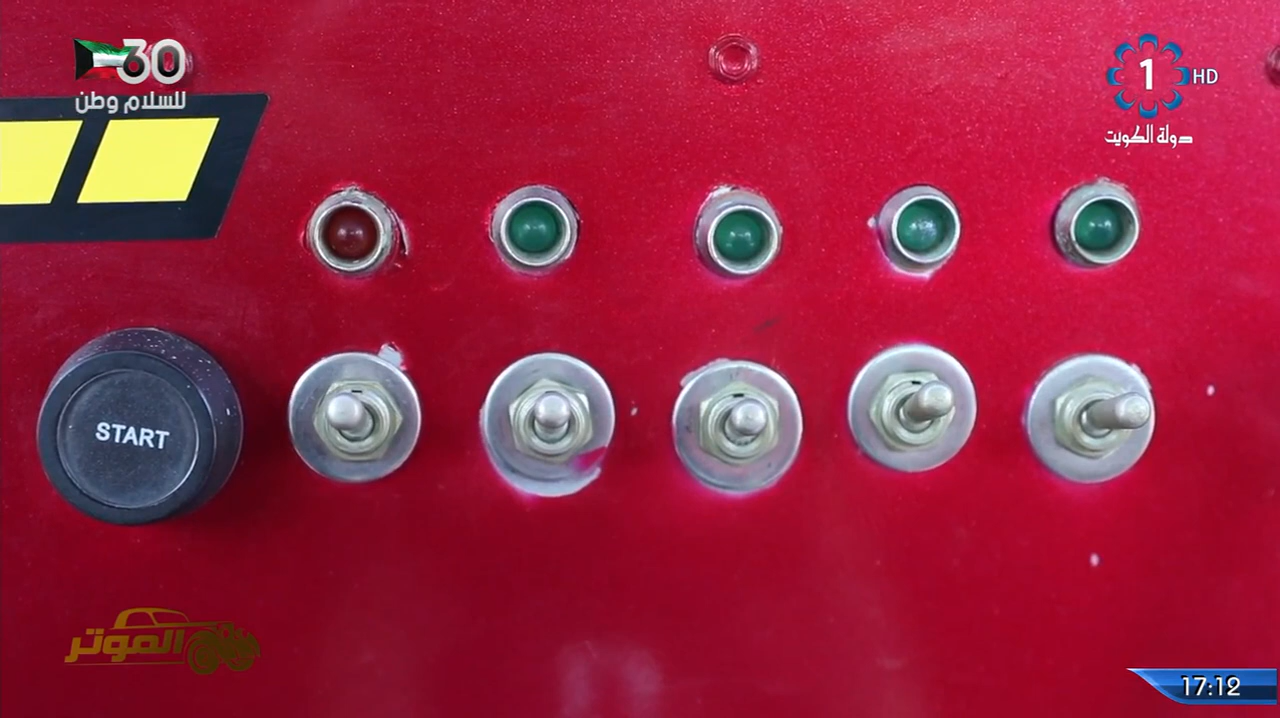 30
للسلام وطن
1 HD
دولة الكويت
START
الموتر
17:12